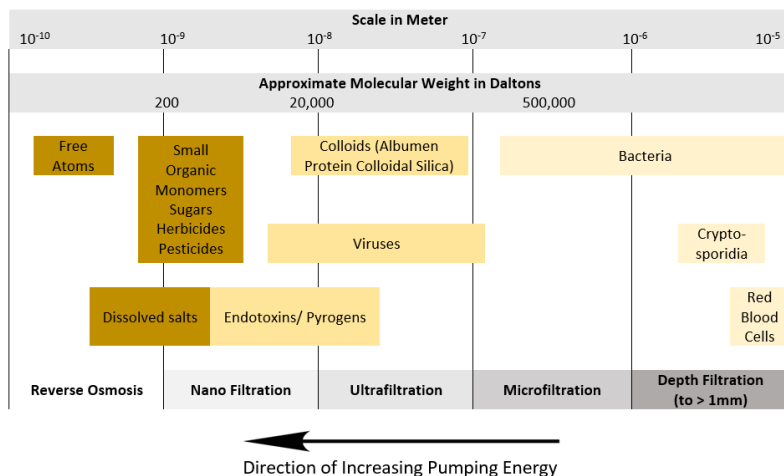 Scale in Meter
10⁻¹⁰ 10⁻⁹ 10⁻⁸ 10⁻⁷ 10⁻⁶ 10⁻⁵
Approximate Molecular Weight in Daltons
200 20,000 500,000
Free
Atoms
Small
Organic
Monomers
Sugars
Herbicides
Pesticides
Colloids (Albumen
Protein Colloidal Silica)
Bacteria
Viruses
Crypto-
sporidia
Dissolved salts
Endotoxins/ Pyrogens
Red
Blood
Cells
Reverse Osmosis
Nano Filtration
Ultrafiltration
Microfiltration
Depth Filtration
(to > 1mm)
Direction of Increasing Pumping Energy